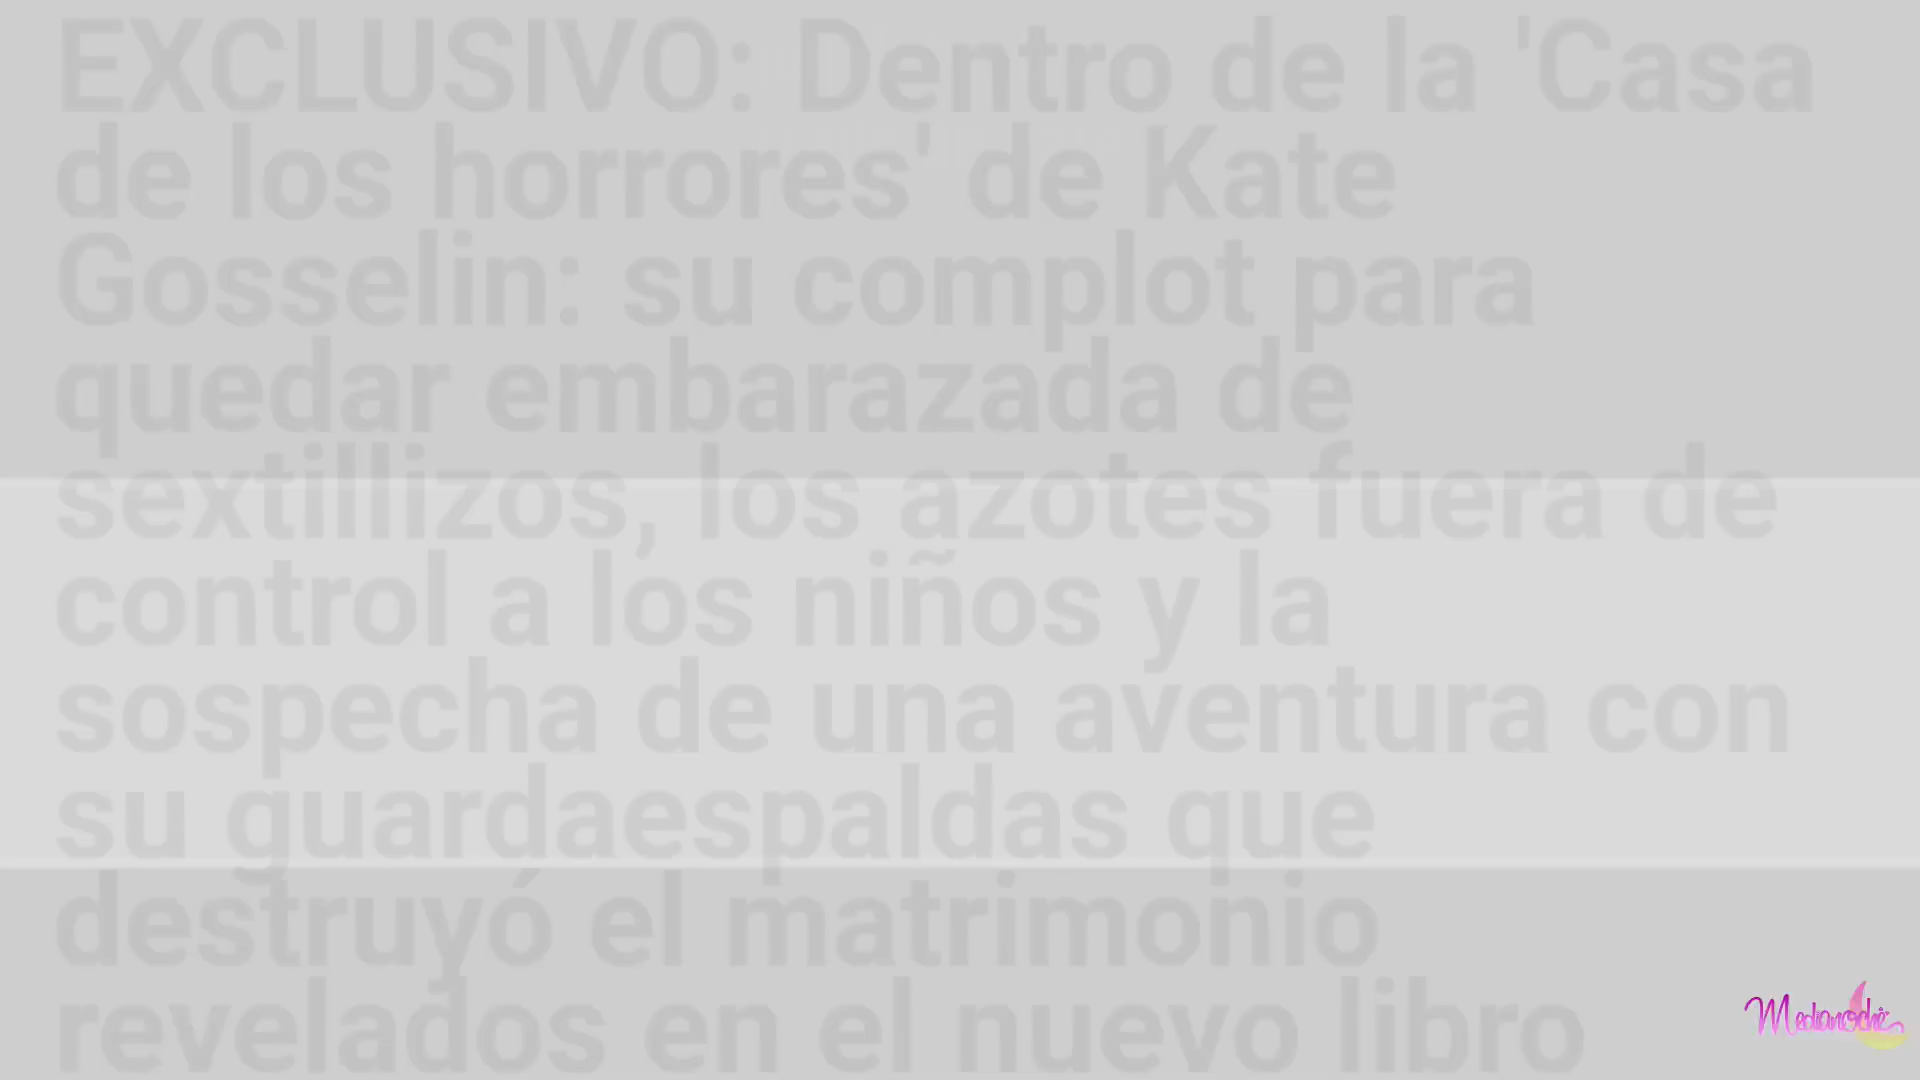 EXCLUSIVO: Dentro de la 'Casa
de los horrores' de Kate
Gosselin: su complot para
quedar embarazada de
sextillizos, los azotes fuera de
control a los niños y la
sospecha de una aventura con
su guardaespaldas que
destruyó el matrimonio
revelados en el nuevo libro
Medianoche